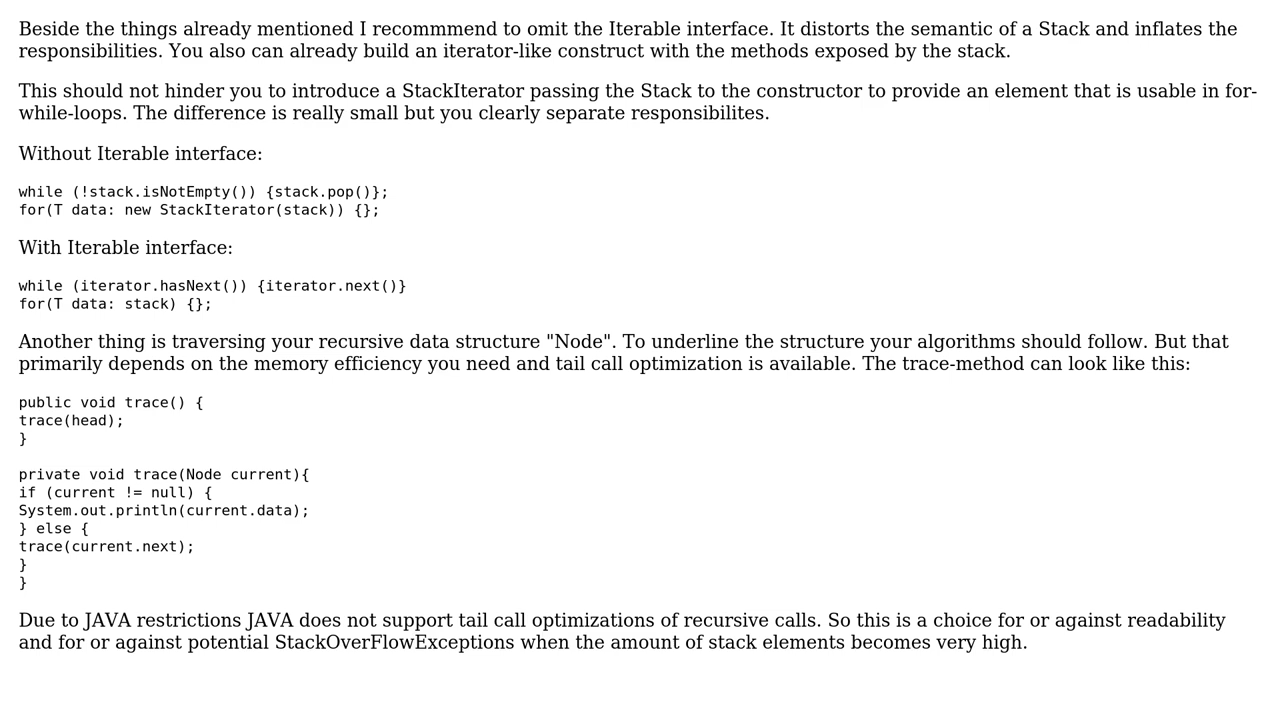 Beside the things already mentioned I recommmend to omit the Iterable interface. It distorts the semantic of a Stack and inflates the
responsibilities. You also can already build an iterator-like construct with the methods exposed by the stack.
This should not hinder you to introduce a StackIterator passing the Stack to the constructor to provide an element that is usable in for-
while-loops. The difference is really small but you clearly separate responsibilites.
Without Iterable interface:
while (!stack.isNotEmpty()) {stack.pop()};
for(T data: new StackIterator(stack)) {};
With Iterable interface:
while (iterator.hasNext()) {iterator.next()}
for(T data: stack) {};
Another thing is traversing your recursive data structure "Node". To underline the structure your algorithms should follow. But that
primarily depends on the memory efficiency you need and tail call optimization is available. The trace-method can look like this:
public void trace() {
trace(head);
}
private void trace(Node current){
if (current != null) {
System.out.println(current.data);
} else {
trace(current.next);
}
}
Due to JAVA restrictions JAVA does not support tail call optimizations of recursive calls. So this is a choice for or against readability
and for or against potential StackOverFlowExceptions when the amount of stack elements becomes very high.